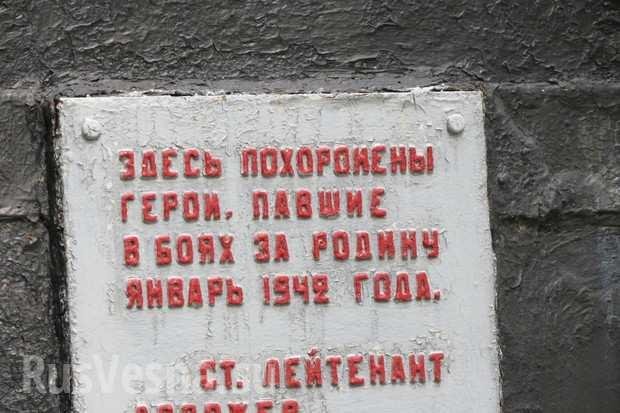 ЗДЕСЬ ПОХОРОНЕНЫ
ГЕРОИ, ПАВШИЕ
В БОЯХ ЗА РОДИНУ
ЯНВАРЬ 1942 ГОДА.
СТ. ЛЕЙТЕНАНТ